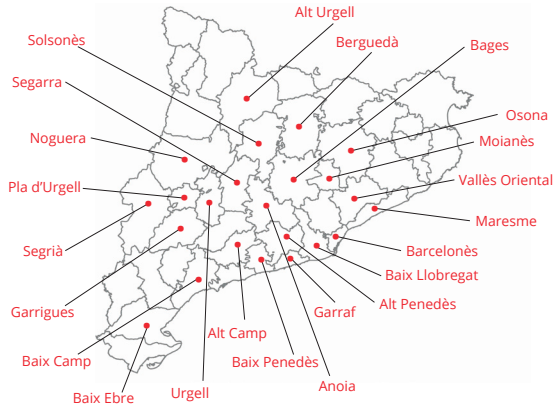 Alt Urgell
Solsonès
Berguedà
Bages
Segarra
Osona
Noguera
Moianès
Pla d'Urgell
Vallès Oriental
Maresme
Segrià
Barcelonès
Baix Llobregat
Garrigues
Garraf
Alt Penedès
Alt Camp
Baix Camp
Baix Penedès
Anoia
Baix Ebre
Urgell